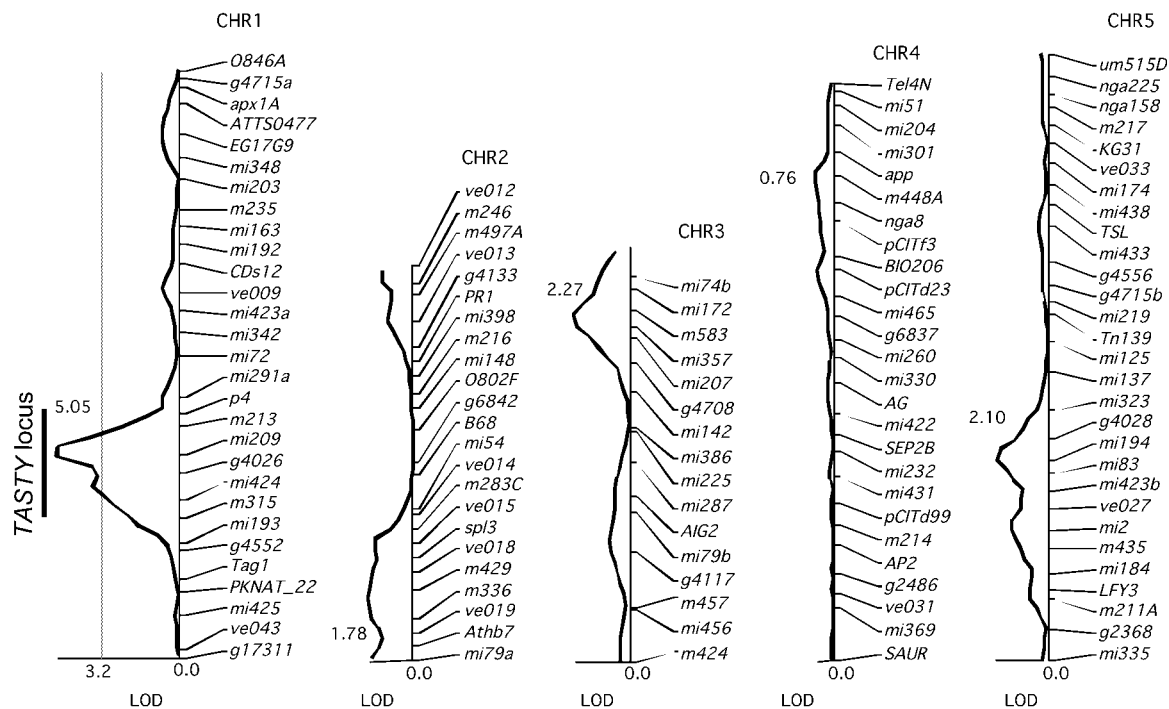 CHR1
O846A
g4715a
apx1A
ATTS0477
EG17G9
mi348
mi203
m235
mi163
mi192
CDs12
ve009
mi423a
mi342
mi72
mi291a
p4
m213
mi209
g4026
mi424
m315
mi193
g4552
Tag1
PKNAT_22
mi425
ve043
g17311
5.05
TASTY locus
3.2
0.0
LOD
CHR2
ve012
m246
m497A
ve013
g4133
PR1
mi398
m216
mi148
O802F
g6842
B68
mi54
ve014
m283C
ve015
spl3
ve018
m429
m336
ve019
Athb7
mi79a
1.78
0.0
LOD
CHR3
mi74b
mi172
m583
mi357
mi207
g4708
mi142
mi386
mi225
mi287
AIG2
mi79b
g4117
m457
mi456
m424
2.27
0.0
LOD
CHR4
Tel4N
mi51
mi204
mi301
app
m448A
nga8
pCITf3
BIO206
pCITd23
mi465
g6837
mi260
mi330
AG
mi422
SEP2B
mi232
mi431
pCITd99
m214
AP2
g2486
ve031
mi369
SAUR
0.76
0.0
LOD
CHR5
um515D
nga225
nga158
m217
KG31
ve033
mi174
mi438
TSL
mi433
g4556
g4715b
mi219
Tn139
mi125
mi137
mi323
g4028
mi194
mi83
mi423b
ve027
mi2
m435
mi184
LFY3
m211A
g2368
mi335
2.10
0.0
LOD